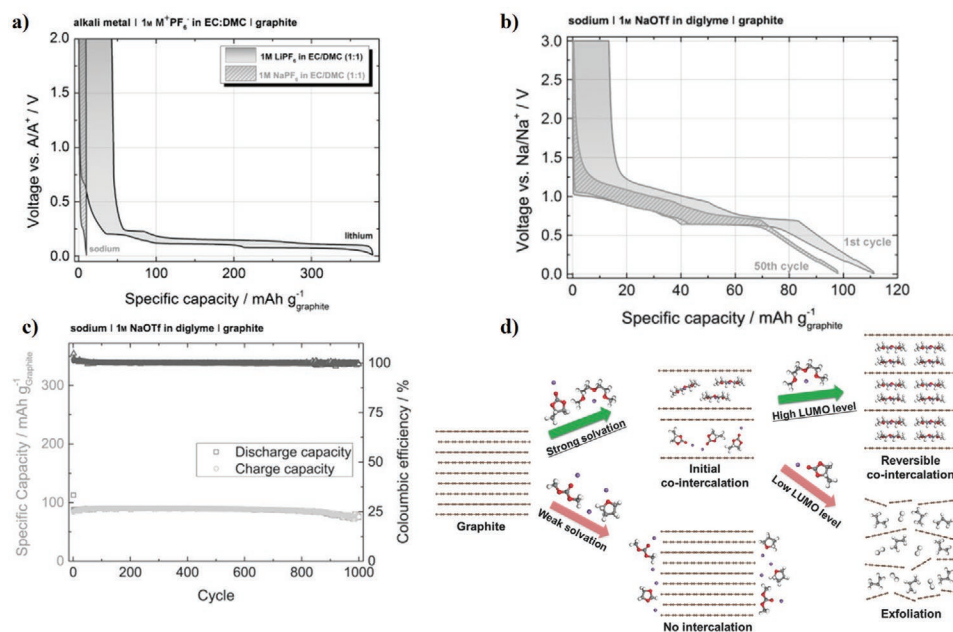 a)
alkali metal | 1M M⁺PF₆⁻ in EC:DMC | graphite
2.0
1.5
1.0
0.5
0.0
Voltage vs. A/A⁺ / V
1M LiPF₆ in EC/DMC (1:1)
1M NaPF₆ in EC/DMC (1:1)
sodium
lithium
0 100 200 300
Specific capacity / mAh g⁻¹ graphite
b)
sodium | 1M NaOTf in diglyme | graphite
3.0
2.5
2.0
1.5
1.0
0.5
0.0
Voltage vs. Na/Na⁺ / V
1st cycle
50th cycle
0 20 40 60 80 100 120
Specific capacity / mAh g⁻¹ graphite
c)
sodium | 1M NaOTf in diglyme | graphite
300
200
100
0
Specific Capacity / mAh g⁻¹ Graphite
Discharge capacity
Charge capacity
100
75
50
25
0
Coloumbic efficiency / %
0 200 400 600 800 1000
Cycle
d)
Graphite
Strong solvation
Weak solvation
Initial
co-intercalation
No intercalation
High LUMO level
Low LUMO level
Reversible
co-intercalation
Exfoliation